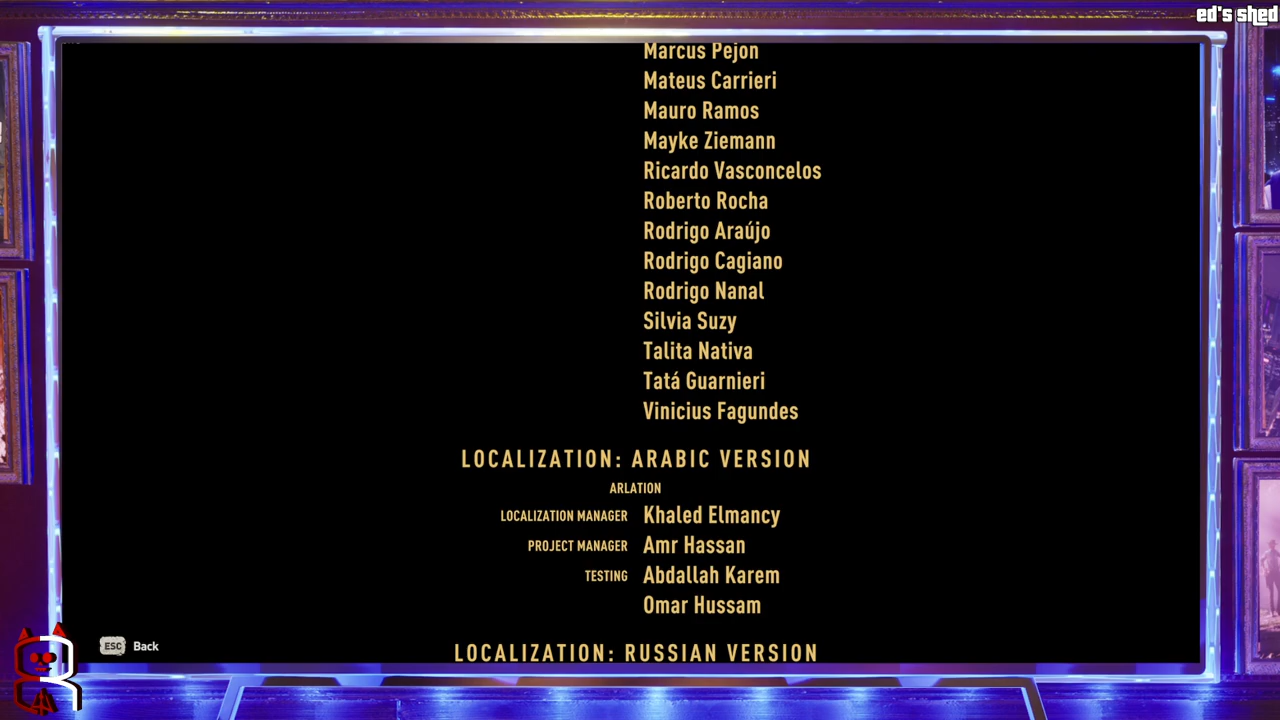 ed's shed
Marcus Pejon
Mateus Carrieri
Mauro Ramos
Mayke Ziemann
Ricardo Vasconcelos
Roberto Rocha
Rodrigo Araújo
Rodrigo Cagiano
Rodrigo Nanal
Silvia Suzy
Talita Nativa
Tatá Guarnieri
Vinicius Fagundes
LOCALIZATION: ARABIC VERSION
ARLATION
LOCALIZATION MANAGER Khaled Elmancy
PROJECT MANAGER Amr Hassan
TESTING Abdallah Karem
Omar Hussam
ESC Back
LOCALIZATION: RUSSIAN VERSION